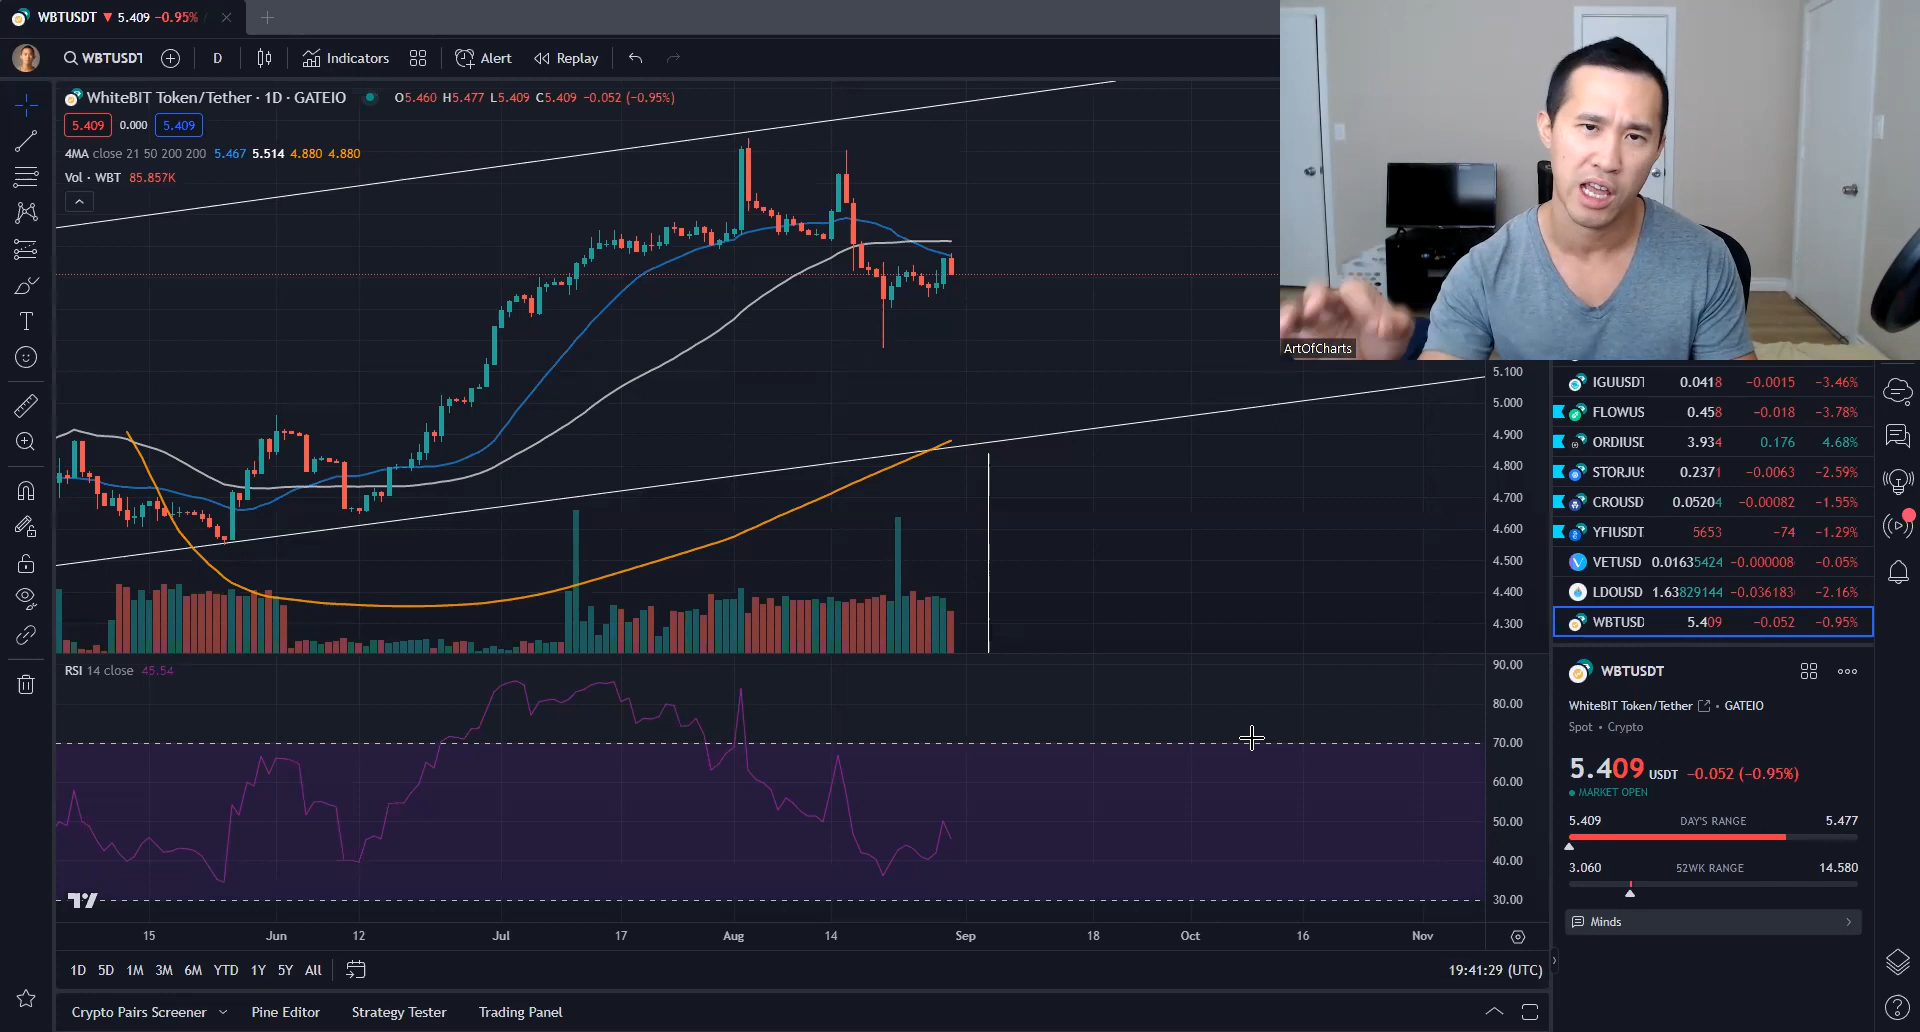 WBTUSDT ▼ 5.409 −0.95% /
WBTUSDT D Indicators Alert Replay
WhiteBIT Token/Tether · 1D · GATEIO O5.460 H5.477 L5.409 C5.409 −0.052 (−0.95%)
5.409 0.000 5.409
4MA close 21 50 200 200 5.467 5.514 4.880 4.880
Vol · WBT 85.857K
ArtOfCharts
5.100
5.000
4.900
4.800
4.700
4.600
4.500
4.400
4.300
RSI 14 close 45.54
90.00
80.00
70.00
60.00
50.00
40.00
30.00
15 Jun 12 Jul 17 Aug 14 Sep 18 Oct 16 Nov
1D 5D 1M 3M 6M YTD 1Y 5Y All 19:41:29 (UTC)
Crypto Pairs Screener Pine Editor Strategy Tester Trading Panel
IGUUSDT 0.0418 −0.0015 −3.46%
FLOWUS 0.458 −0.018 −3.78%
ORDIUSD 3.934 0.176 4.68%
STORJUS 0.2371 −0.0063 −2.59%
CROUSD 0.05204 −0.00082 −1.55%
YFIUSDT 5653 −74 −1.29%
VETUSD 0.01635424 −0.000008 −0.05%
LDOUSD 1.63829144 −0.036183 −2.16%
WBTUSD 5.409 −0.052 −0.95%
WBTUSDT
WhiteBIT Token/Tether • GATEIO
Spot • Crypto
5.409 USDT −0.052 (−0.95%)
MARKET OPEN
5.409 DAY'S RANGE 5.477
3.060 52WK RANGE 14.580
Minds